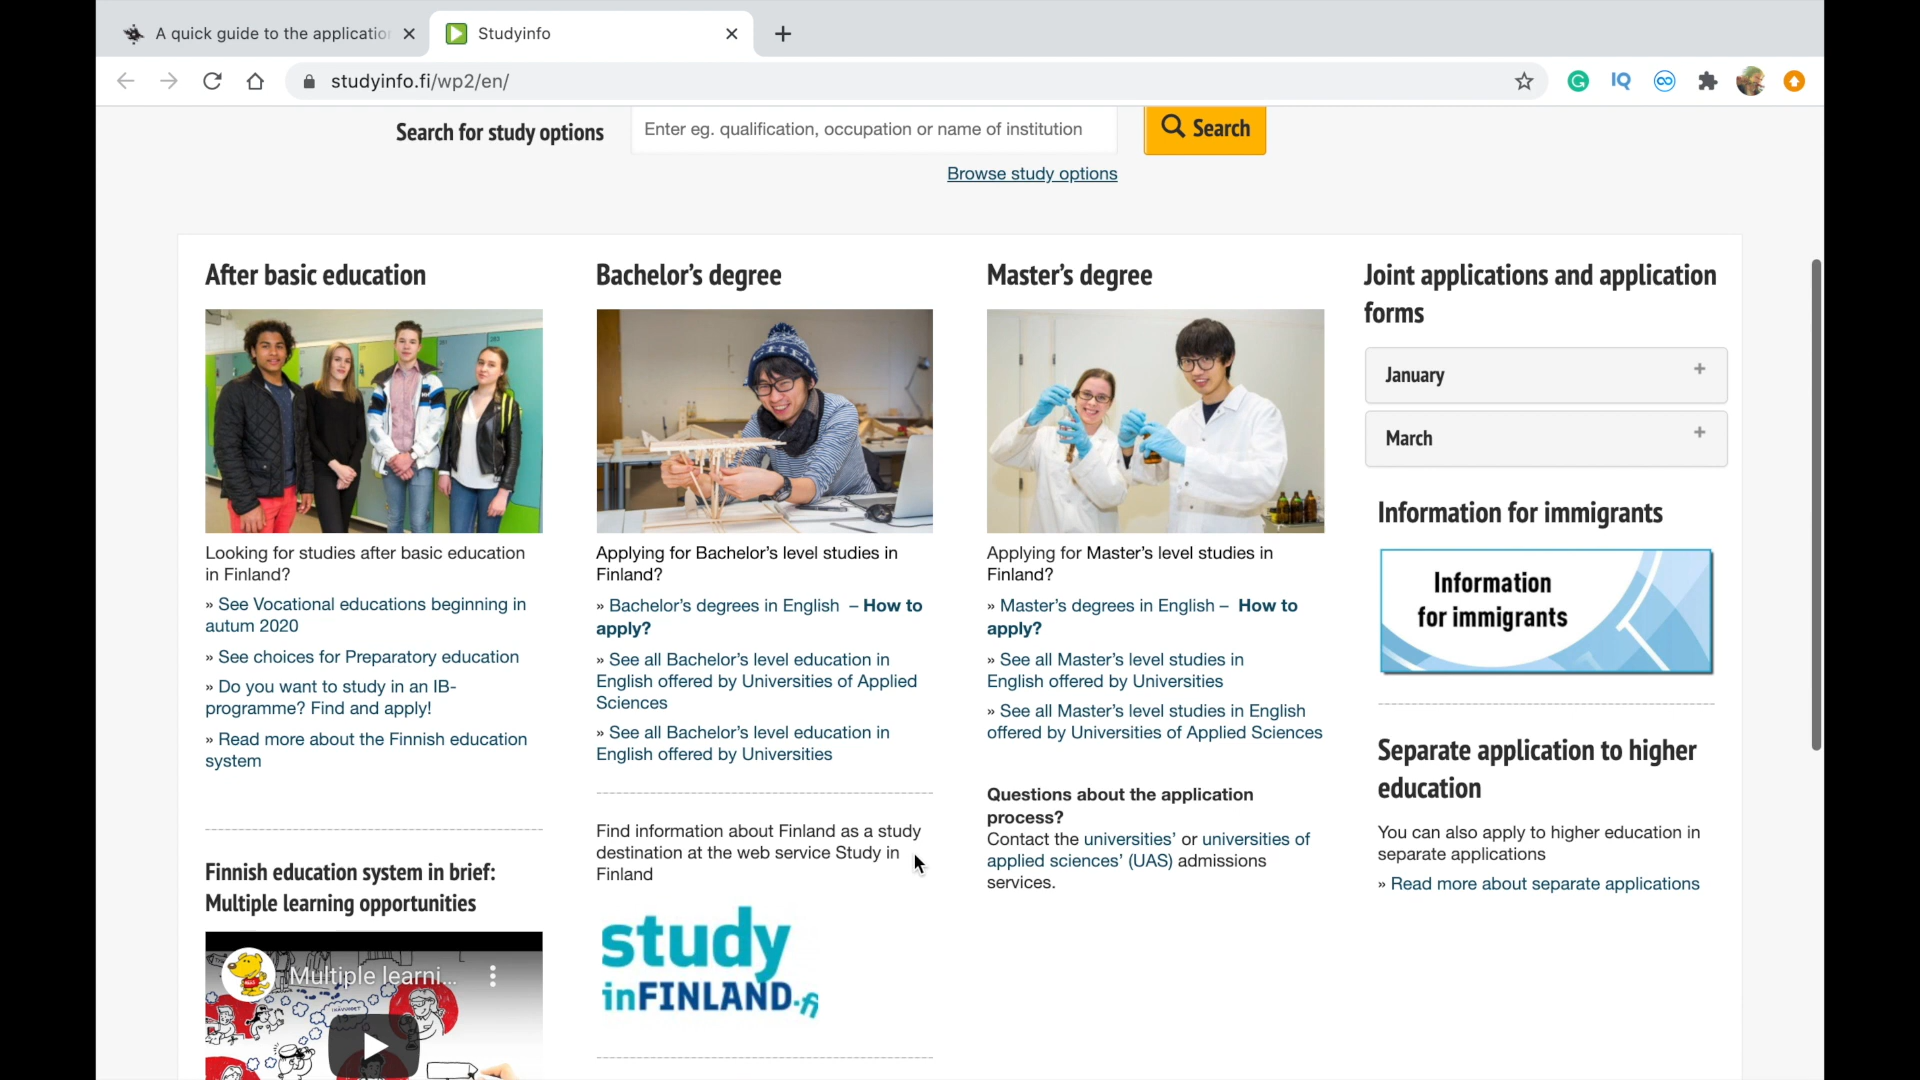 A quick guide to the applicatio
Studyinfo
studyinfo.fi/wp2/en/
IQ
Search for study options
Enter eg. qualification, occupation or name of institution
Search
Browse study options
After basic education
Looking for studies after basic education
in Finland?
» See Vocational educations beginning in
autum 2020
» See choices for Preparatory education
» Do you want to study in an IB-
programme? Find and apply!
» Read more about the Finnish education
system
Finnish education system in brief:
Multiple learning opportunities
Multiple learni...
Bachelor's degree
Applying for Bachelor's level studies in
Finland?
» Bachelor's degrees in English – How to
apply?
» See all Bachelor's level education in
English offered by Universities of Applied
Sciences
» See all Bachelor's level education in
English offered by Universities
Find information about Finland as a study
destination at the web service Study in
Finland
study
inFINLAND.fi
Master's degree
Applying for Master's level studies in
Finland?
» Master's degrees in English – How to
apply?
» See all Master's level studies in
English offered by Universities
» See all Master's level studies in English
offered by Universities of Applied Sciences
Questions about the application
process?
Contact the universities' or universities of
applied sciences' (UAS) admissions
services.
Joint applications and application
forms
January
March
Information for immigrants
Information
for immigrants
Separate application to higher
education
You can also apply to higher education in
separate applications
» Read more about separate applications